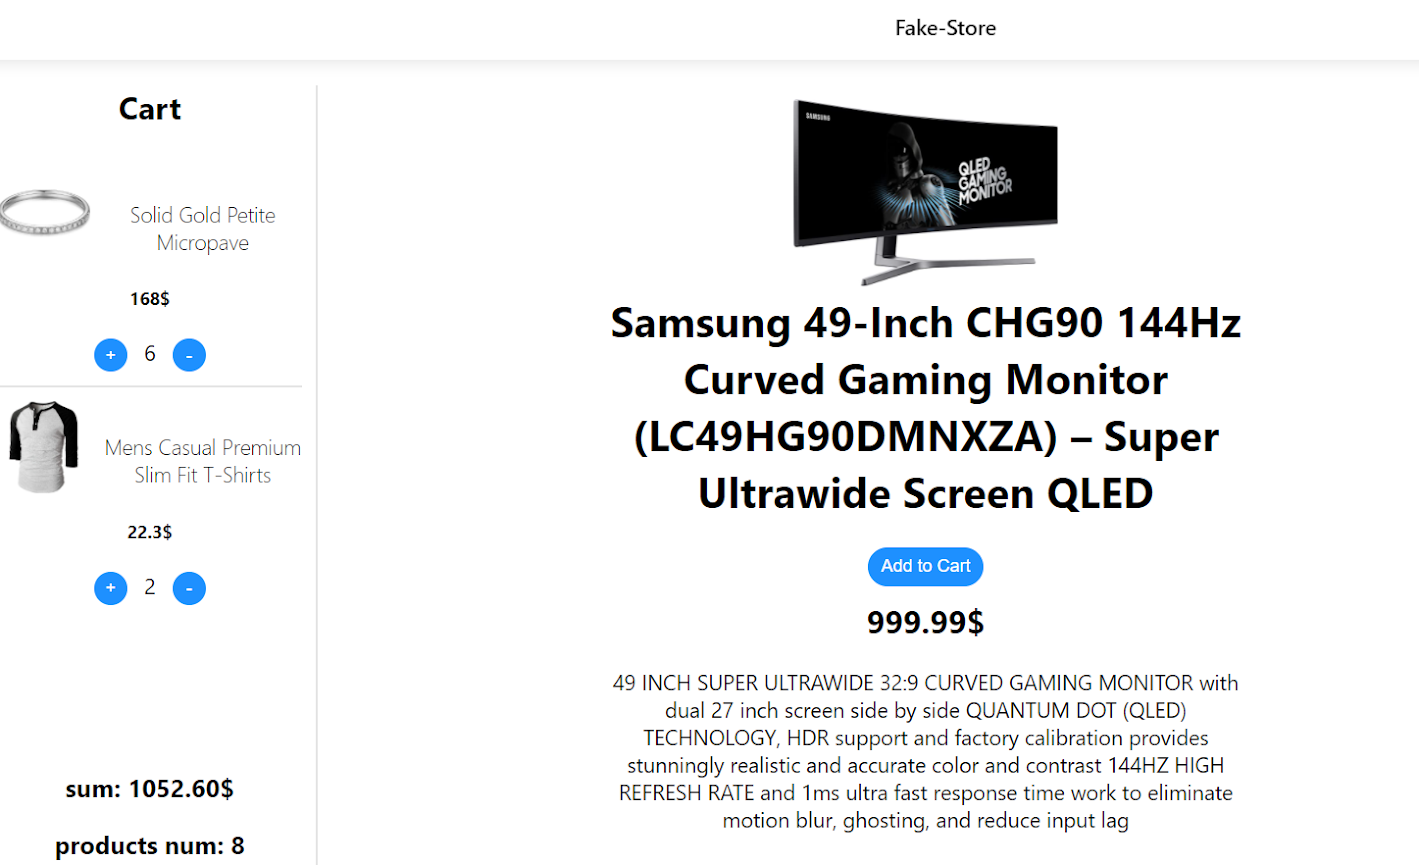 Fake-Store
Cart
Solid Gold Petite
Micropave
168$
+ 6 -
Mens Casual Premium
Slim Fit T-Shirts
22.3$
+ 2 -
sum: 1052.60$
products num: 8
SAMSUNG
QLED
GAMING
MONITOR
Samsung 49-Inch CHG90 144Hz
Curved Gaming Monitor
(LC49HG90DMNXZA) – Super
Ultrawide Screen QLED
Add to Cart
999.99$
49 INCH SUPER ULTRAWIDE 32:9 CURVED GAMING MONITOR with
dual 27 inch screen side by side QUANTUM DOT (QLED)
TECHNOLOGY, HDR support and factory calibration provides
stunningly realistic and accurate color and contrast 144HZ HIGH
REFRESH RATE and 1ms ultra fast response time work to eliminate
motion blur, ghosting, and reduce input lag